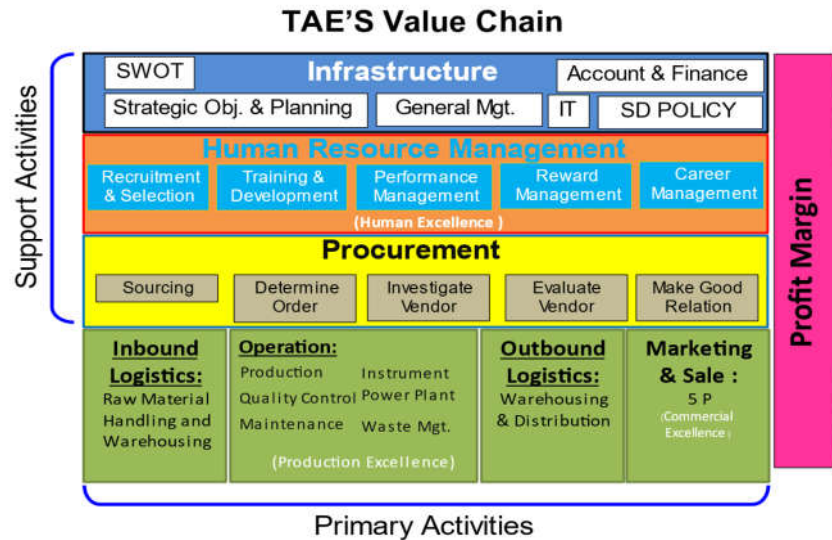 TAE'S Value Chain
Support Activities
SWOT
Infrastructure
Account & Finance
Strategic Obj. & Planning
General Mgt.
IT
SD POLICY
Human Resource Management
Recruitment
& Selection
Training &
Development
Performance
Management
Reward
Management
Career
Management
(Human Excellence )
Procurement
Sourcing
Determine
Order
Investigate
Vendor
Evaluate
Vendor
Make Good
Relation
Inbound
Logistics:
Raw Material
Handling and
Warehousing
Operation:
Production
Instrument
Quality Control
Power Plant
Maintenance
Waste Mgt.
(Production Excellence)
Outbound
Logistics:
Warehousing
& Distribution
Marketing
& Sale :
5 P
(Commercial
Excellence )
Profit Margin
Primary Activities